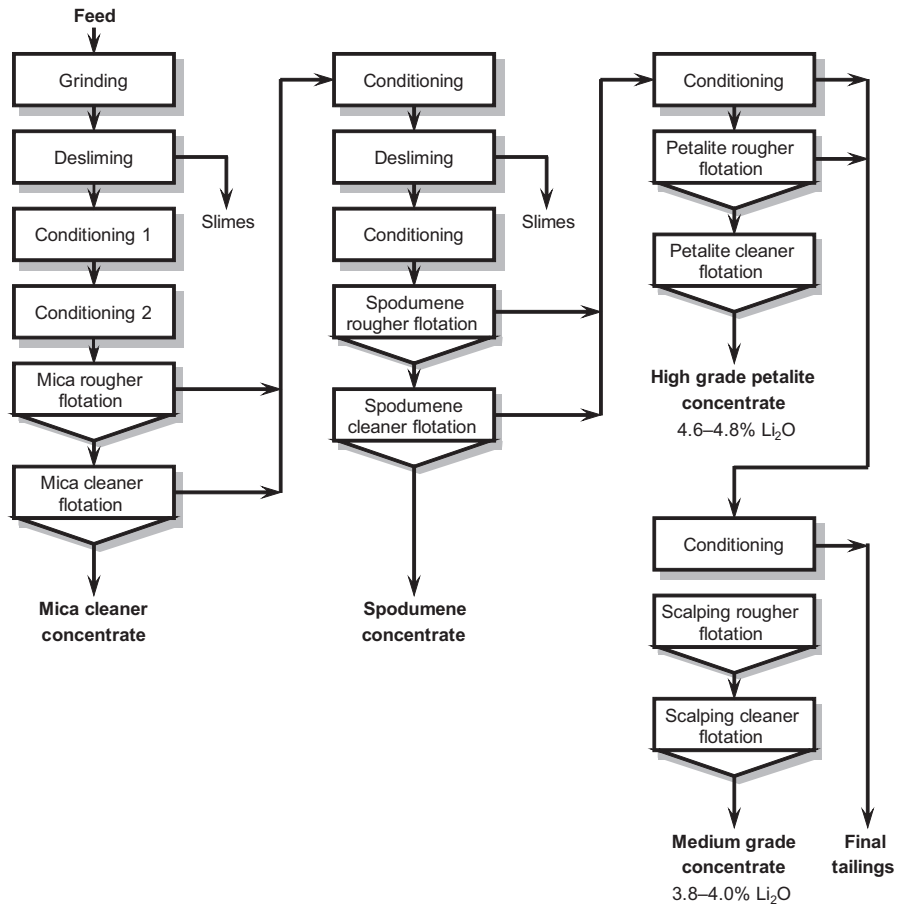 Feed
Grinding
Desliming
Slimes
Conditioning 1
Conditioning 2
Mica rougher
flotation
Mica cleaner
flotation
Mica cleaner
concentrate
Conditioning
Desliming
Slimes
Conditioning
Spodumene
rougher flotation
Spodumene
cleaner flotation
Spodumene
concentrate
Conditioning
Petalite rougher
flotation
Petalite cleaner
flotation
High grade petalite
concentrate
4.6–4.8% Li₂O
Conditioning
Scalping rougher
flotation
Scalping cleaner
flotation
Medium grade
concentrate
3.8–4.0% Li₂O
Final
tailings